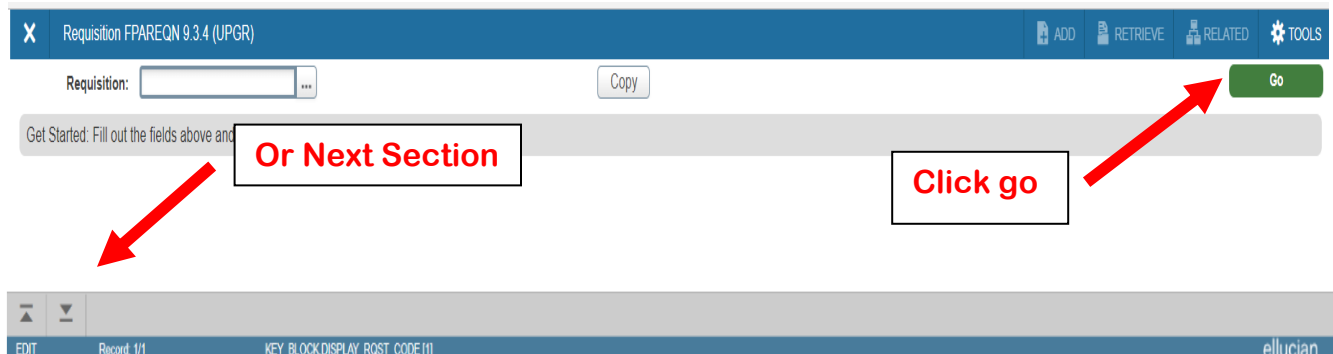 X Requisition FPAREQN 9.3.4 (UPGR) ADD RETRIEVE RELATED TOOLS
Requisition: ... Copy Go
Get Started: Fill out the fields above and
Or Next Section
Click go
EDIT Record: 1/1 KEY_BLOCK.DISPLAY_RQST_CODE [1] ellucian